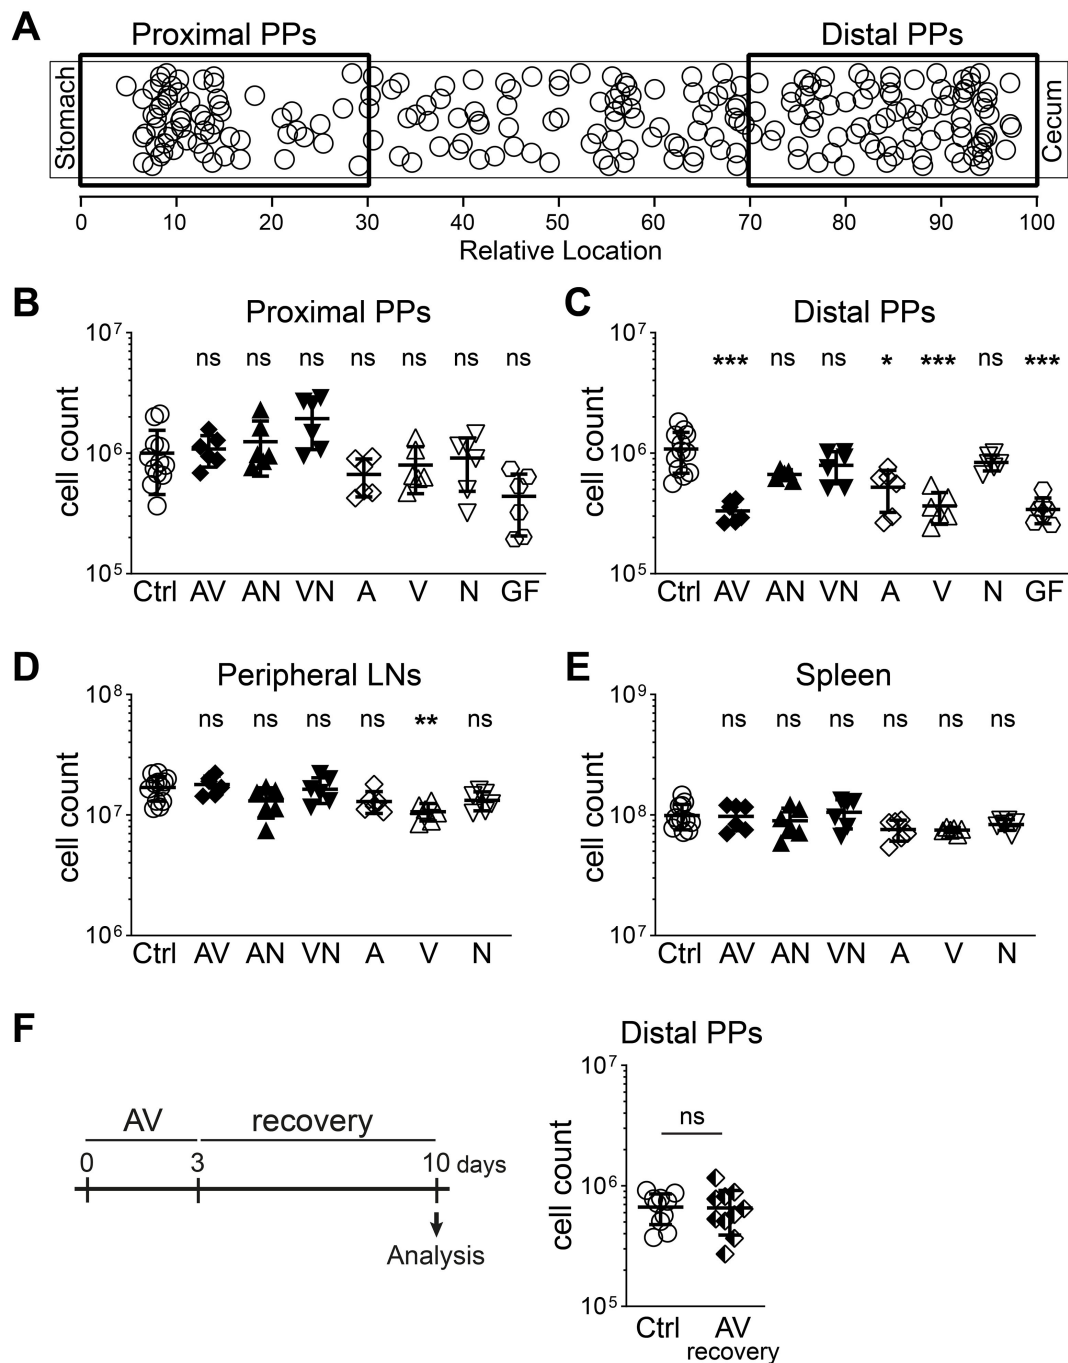 A
Proximal PPs Distal PPs
Stomach
Cecum
0 10 20 30 40 50 60 70 80 90 100
Relative Location
B
Proximal PPs
10⁷
10⁶
10⁵
cell count
ns ns ns ns ns ns ns
Ctrl AV AN VN A V N GF
C
Distal PPs
10⁷
10⁶
10⁵
cell count
*** ns ns * *** ns ***
Ctrl AV AN VN A V N GF
D
Peripheral LNs
10⁸
10⁷
10⁶
cell count
ns ns ns ns ** ns
Ctrl AV AN VN A V N
E
Spleen
10⁹
10⁸
10⁷
cell count
ns ns ns ns ns ns
Ctrl AV AN VN A V N
F
AV recovery
0 3 10 days
Analysis
Distal PPs
10⁷
10⁶
10⁵
cell count
ns
Ctrl AV
recovery